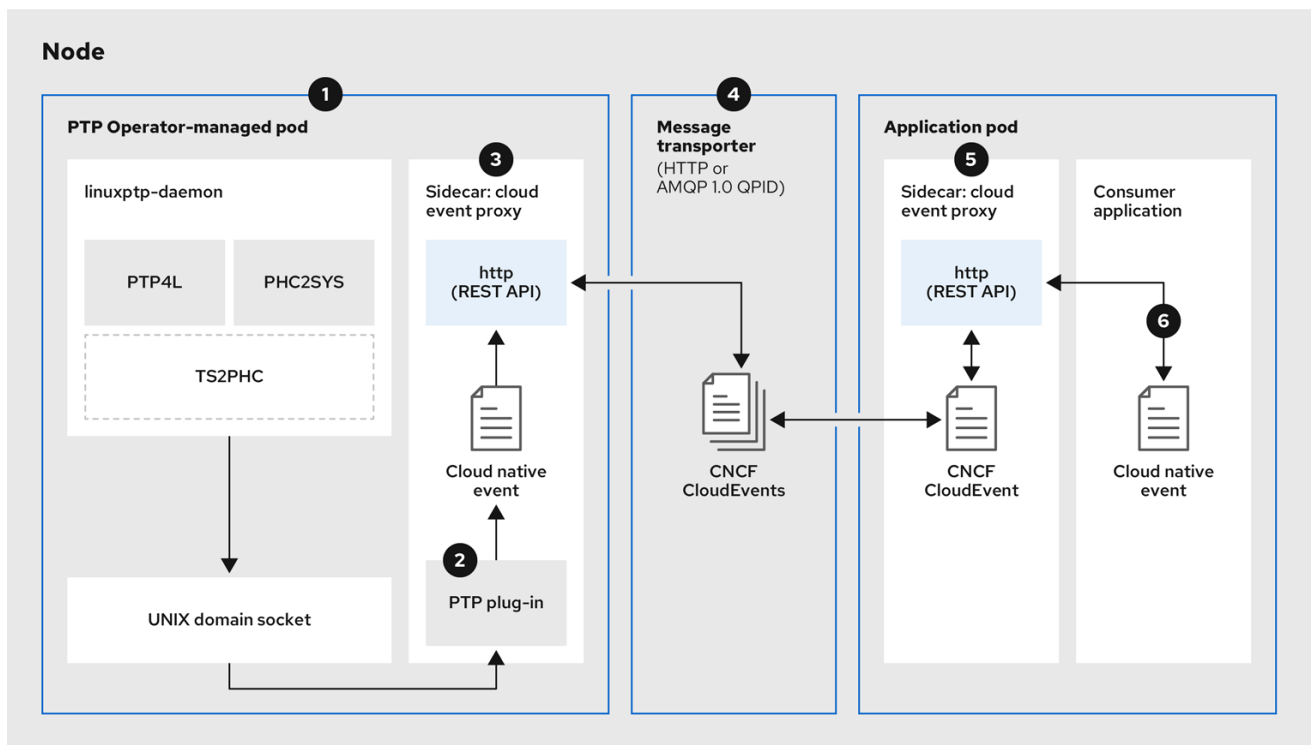 Node
1
PTP Operator-managed pod
linuxptp-daemon
PTP4L
PHC2SYS
TS2PHC
UNIX domain socket
3
Sidecar: cloud
event proxy
http
(REST API)
Cloud native
event
2
PTP plug-in
4
Message
transporter
(HTTP or
AMQP 1.0 QPID)
CNCF
CloudEvents
Application pod
5
Sidecar: cloud
event proxy
http
(REST API)
CNCF
CloudEvent
Consumer
application
6
Cloud native
event